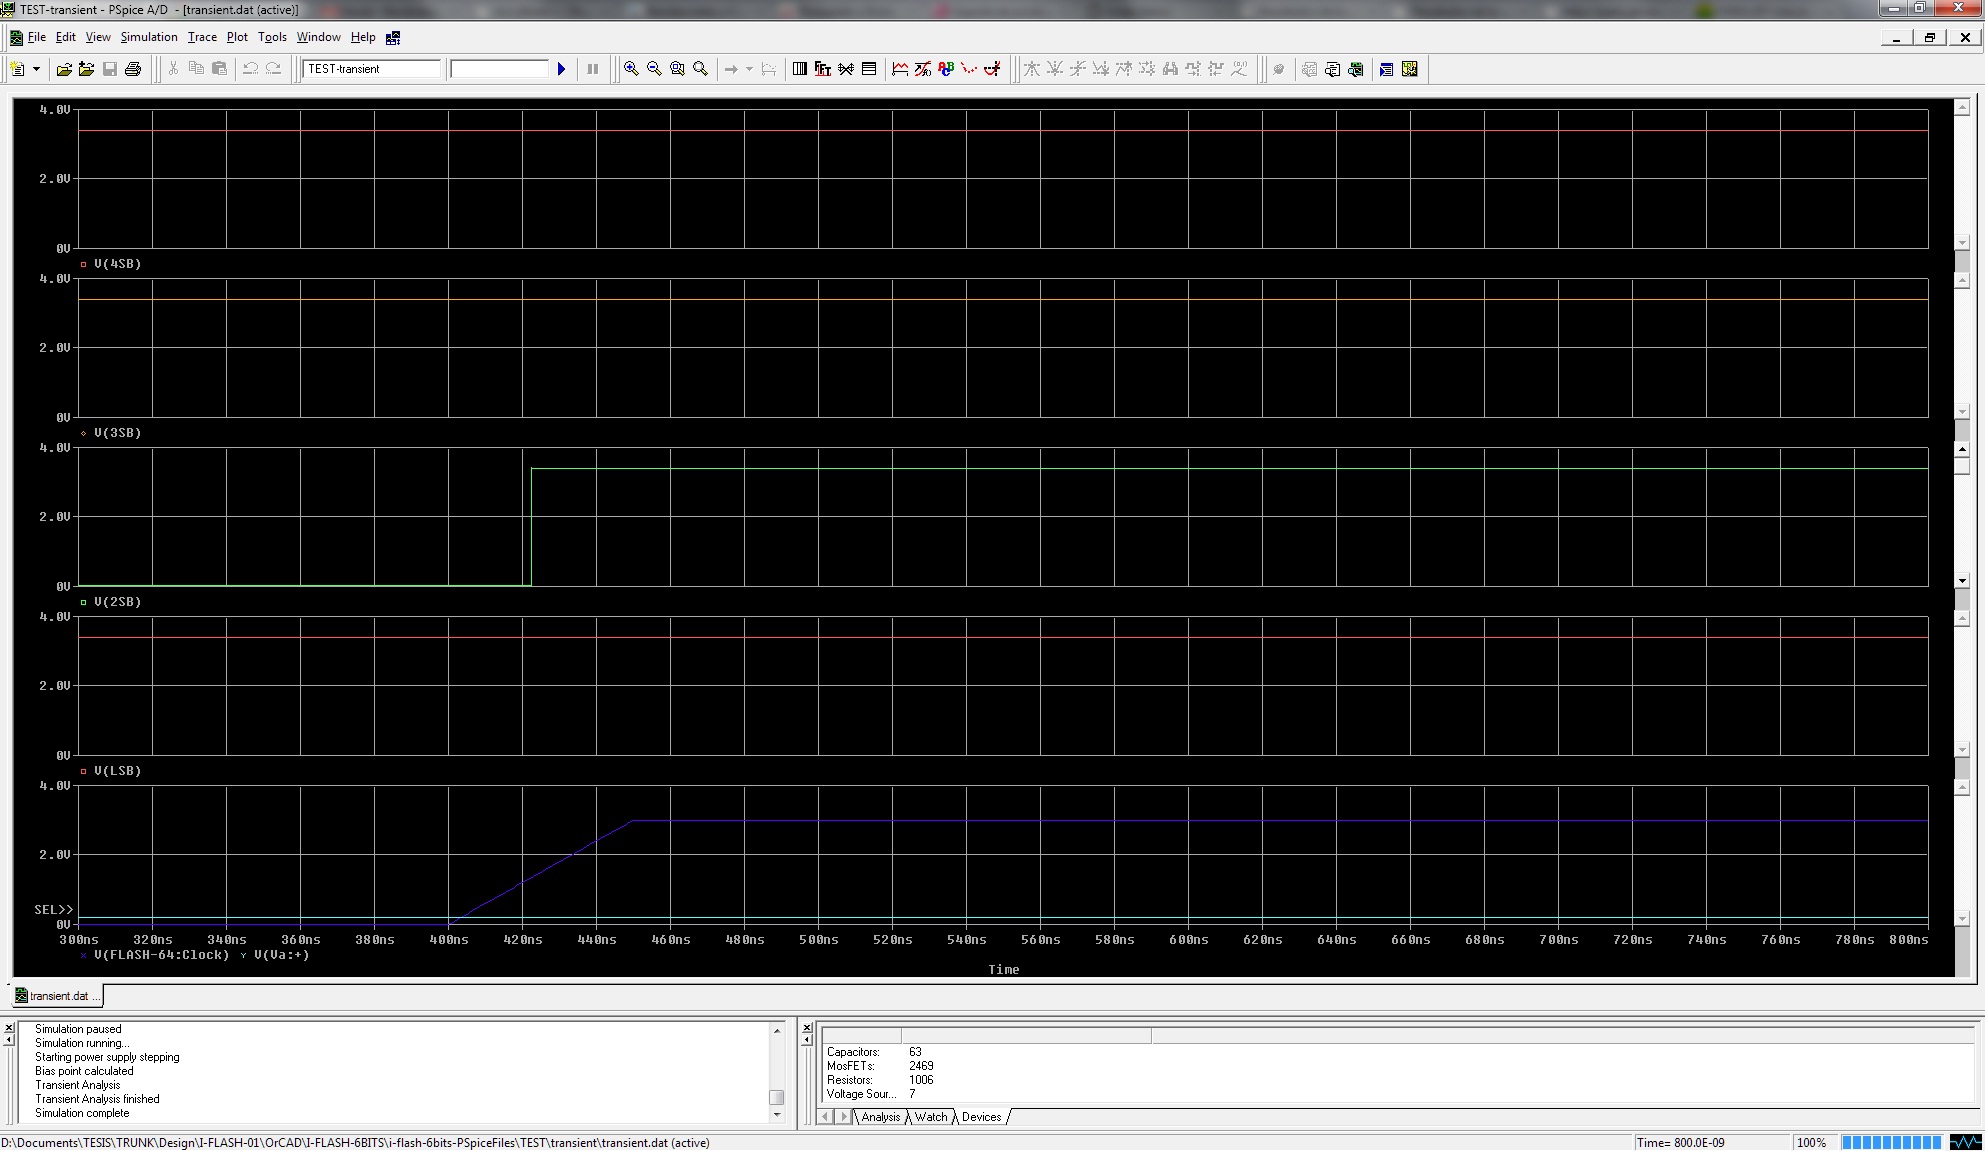 TEST-transient - PSpice A/D - [transient.dat (active)]
File Edit View Simulation Trace Plot Tools Window Help
TEST-transient
4.0V
2.0V
0V
V(4SB)
4.0V
2.0V
0V
V(3SB)
4.0V
2.0V
0V
V(2SB)
4.0V
2.0V
0V
V(LSB)
4.0V
2.0V
SEL>>
0V
300ns 320ns 340ns 360ns 380ns 400ns 420ns 440ns 460ns 480ns 500ns 520ns 540ns 560ns 580ns 600ns 620ns 640ns 660ns 680ns 700ns 720ns 740ns 760ns 780ns 800ns
V(FLASH-64:Clock) V(Va:+)
Time
transient.dat ...
Simulation paused
Simulation running...
Starting power supply stepping
Bias point calculated
Transient Analysis
Transient Analysis finished
Simulation complete
Capacitors: 63
MosFETs: 2469
Resistors: 1006
Voltage Sour... 7
Analysis Watch Devices
D:\Documents\TESIS\TRUNK\Design\I-FLASH-01\OrCAD\I-FLASH-6BITS\i-flash-6bits-PSpiceFiles\TEST\transient\transient.dat (active)
Time= 800.0E-09 100%